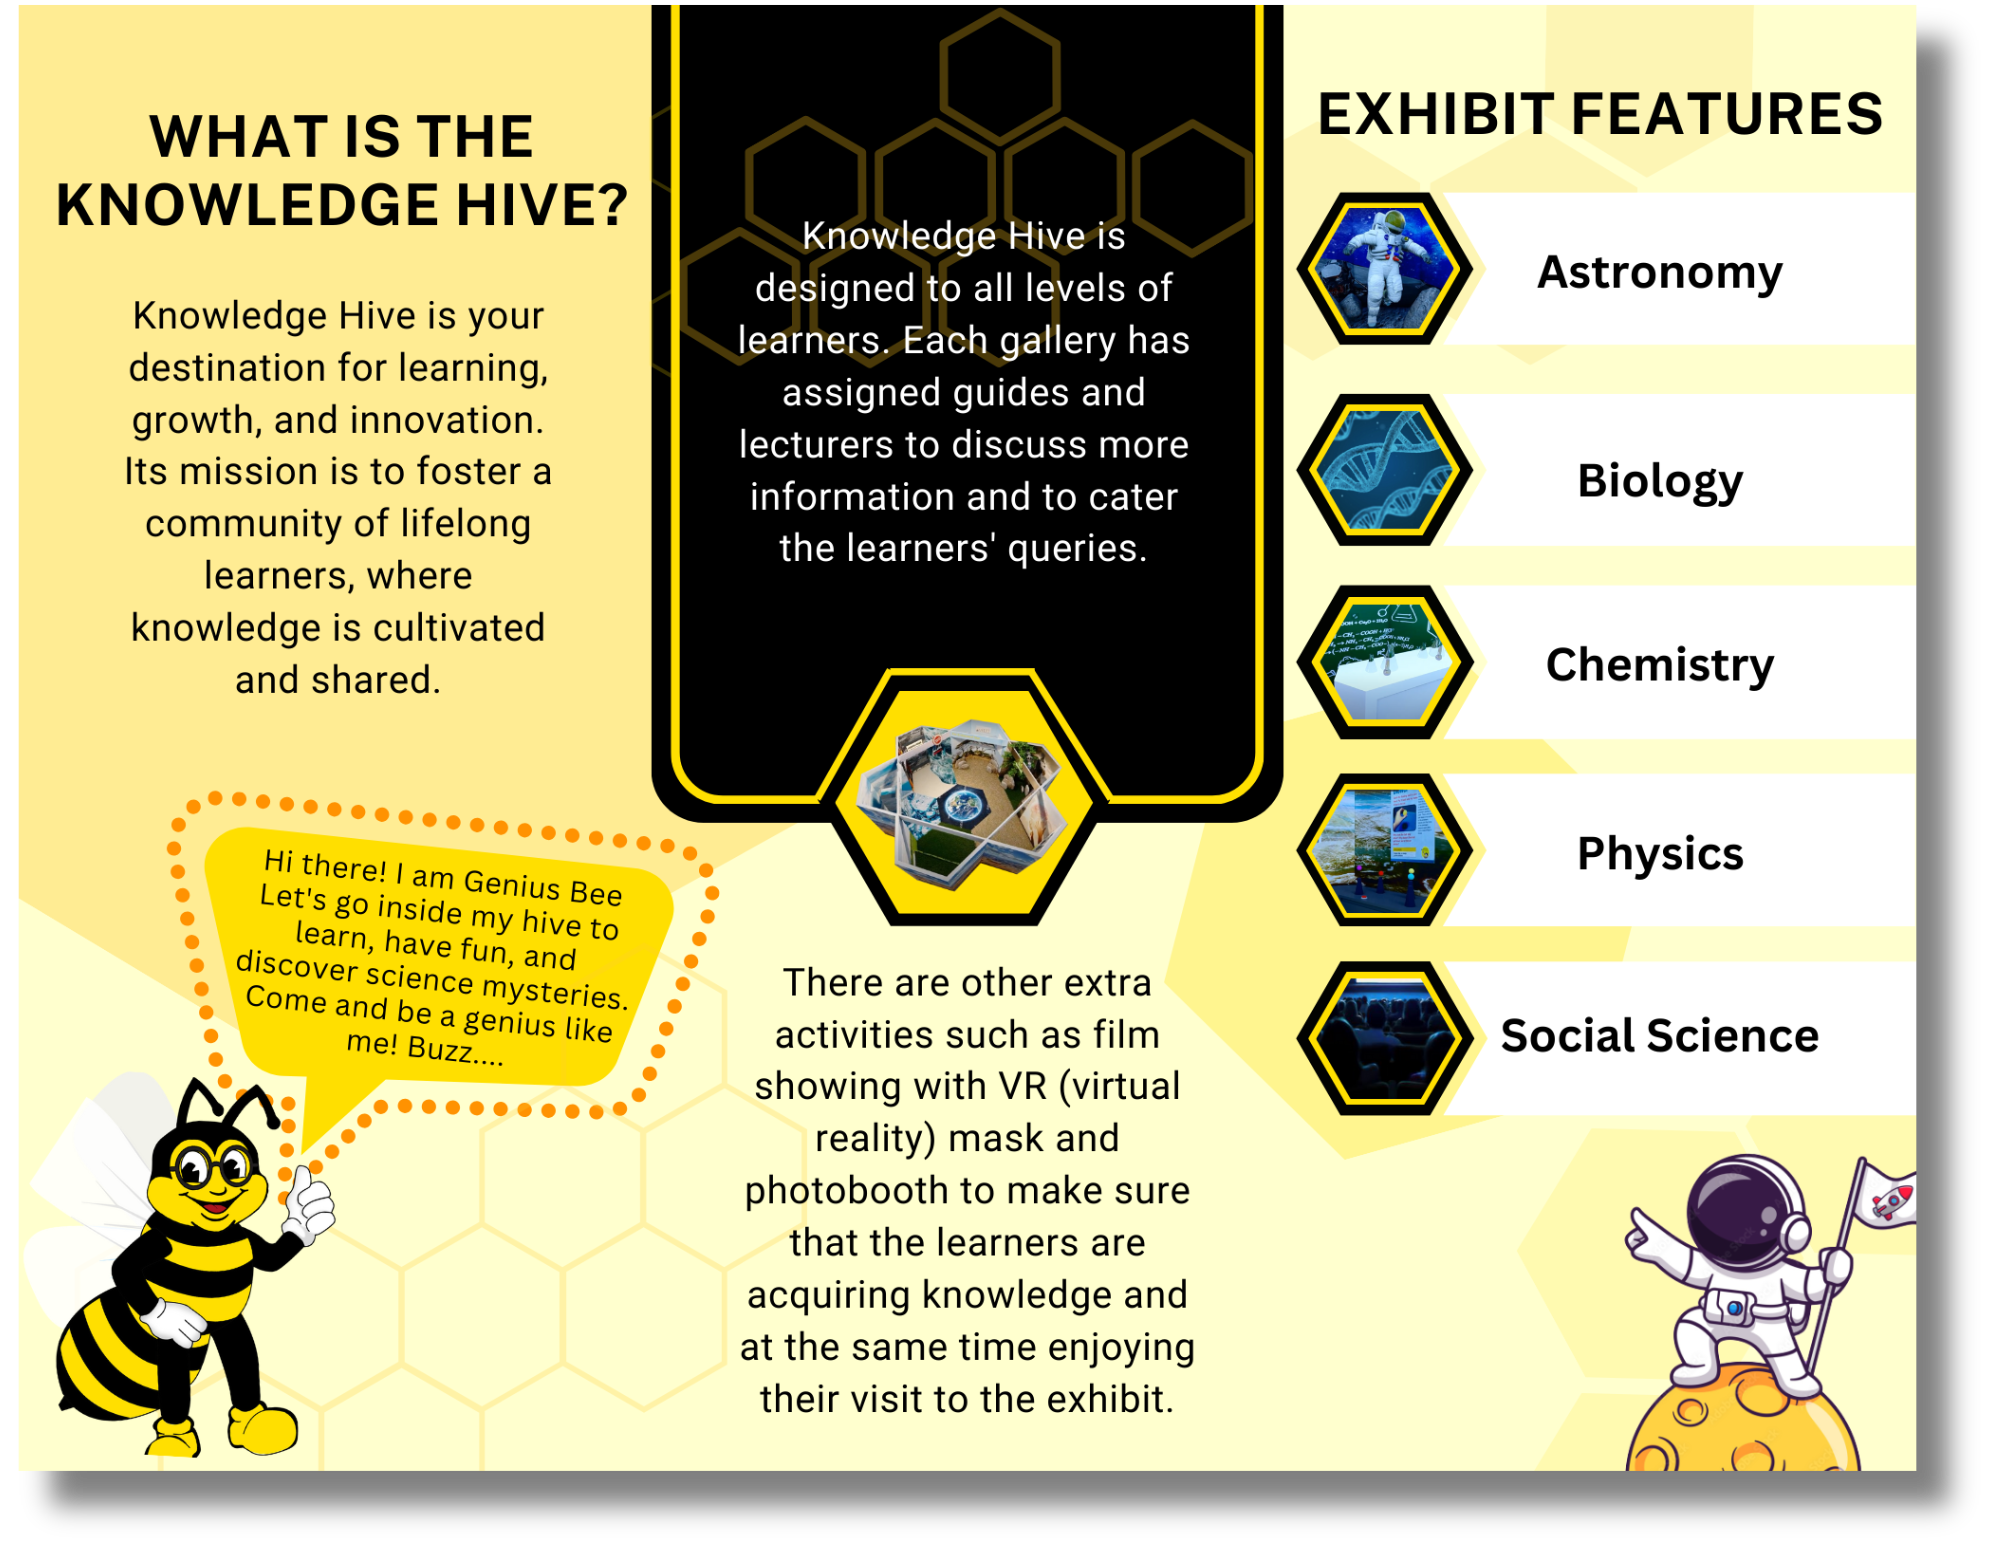 WHAT IS THE
KNOWLEDGE HIVE?
Knowledge Hive is your
destination for learning,
growth, and innovation.
Its mission is to foster a
community of lifelong
learners, where
knowledge is cultivated
and shared.
Hi there! I am Genius Bee
Let's go inside my hive to
learn, have fun, and
discover science mysteries.
Come and be a genius like
me! Buzz....
Knowledge Hive is
designed to all levels of
learners. Each gallery has
assigned guides and
lecturers to discuss more
information and to cater
the learners' queries.
There are other extra
activities such as film
showing with VR (virtual
reality) mask and
photobooth to make sure
that the learners are
acquiring knowledge and
at the same time enjoying
their visit to the exhibit.
EXHIBIT FEATURES
Astronomy
Biology
Chemistry
Physics
Social Science